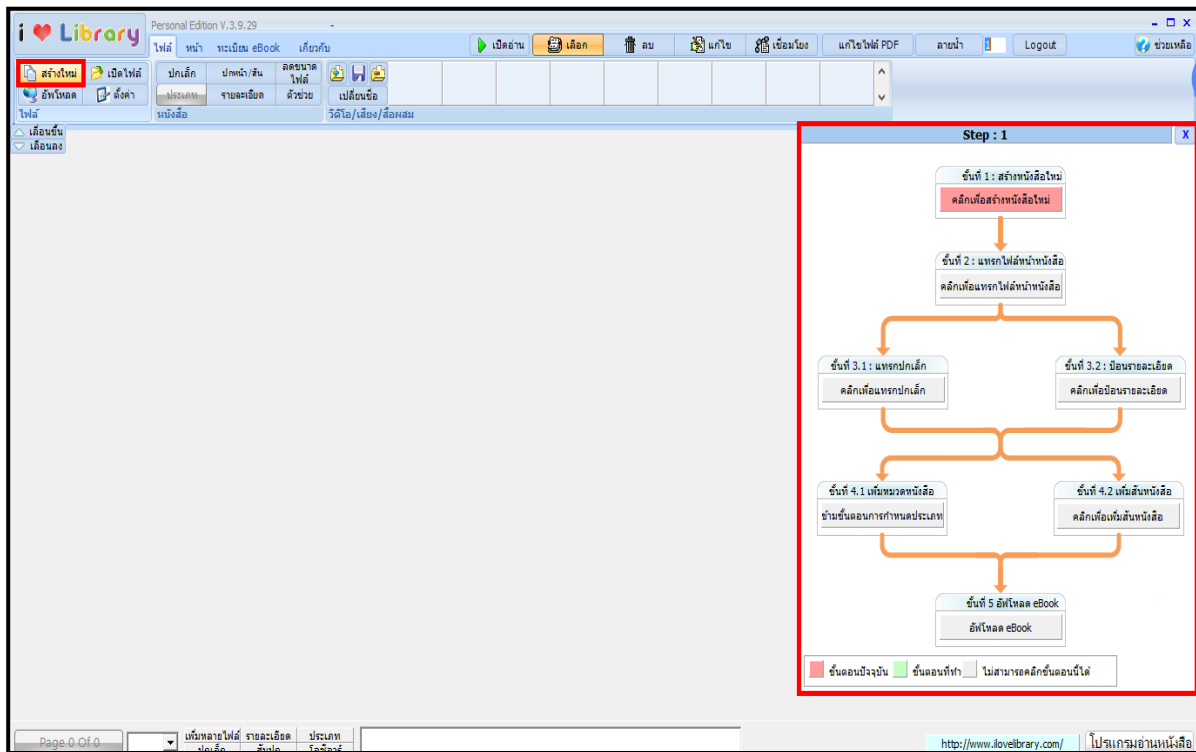 i Library
Personal Edition V.3.9.29 -
ไฟล์ หน้า ทะเบียน eBook เกี่ยวกับ
เปิดอ่าน เลือก ลบ แก้ไข เชื่อมโยง แก้ไขไฟล์ PDF ลายน้ำ Logout ช่วยเหลือ
สร้างใหม่ เปิดไฟล์ ปกเล็ก ปกหน้า/สัน ลดขนาดไฟล์
อัพโหลด ตั้งค่า ประเภท รายละเอียด ตัวช่วย เปลี่ยนชื่อ
ไฟล์ หนังสือ วีดีโอ/เสียง/สื่อผสม
เลื่อนขึ้น
เลื่อนลง
Step : 1 X
ขั้นที่ 1 : สร้างหนังสือใหม่
คลิกเพื่อสร้างหนังสือใหม่
ขั้นที่ 2 : แทรกไฟล์หน้าหนังสือ
คลิกเพื่อแทรกไฟล์หน้าหนังสือ
ขั้นที่ 3.1 : แทรกปกเล็ก ขั้นที่ 3.2 : ป้อนรายละเอียด
คลิกเพื่อแทรกปกเล็ก คลิกเพื่อป้อนรายละเอียด
ขั้นที่ 4.1 เพิ่มหมวดหนังสือ ขั้นที่ 4.2 เพิ่มสันหนังสือ
ข้ามขั้นตอนการกำหนดประเภท คลิกเพื่อเพิ่มสันหนังสือ
ขั้นที่ 5 อัฟโหลด eBook
อัฟโหลด eBook
ขั้นตอนปัจจุบัน ขั้นตอนที่ทำ ไม่สามารถคลิกขั้นตอนนี้ได้
Page 0 Of 0 เพิ่มหลายไฟล์ รายละเอียด ประเภท
ปกเล็ก สันปก โอซีอาร์
http://www.ilovelibrary.com/ โปรแกรมอ่านหนังสือ